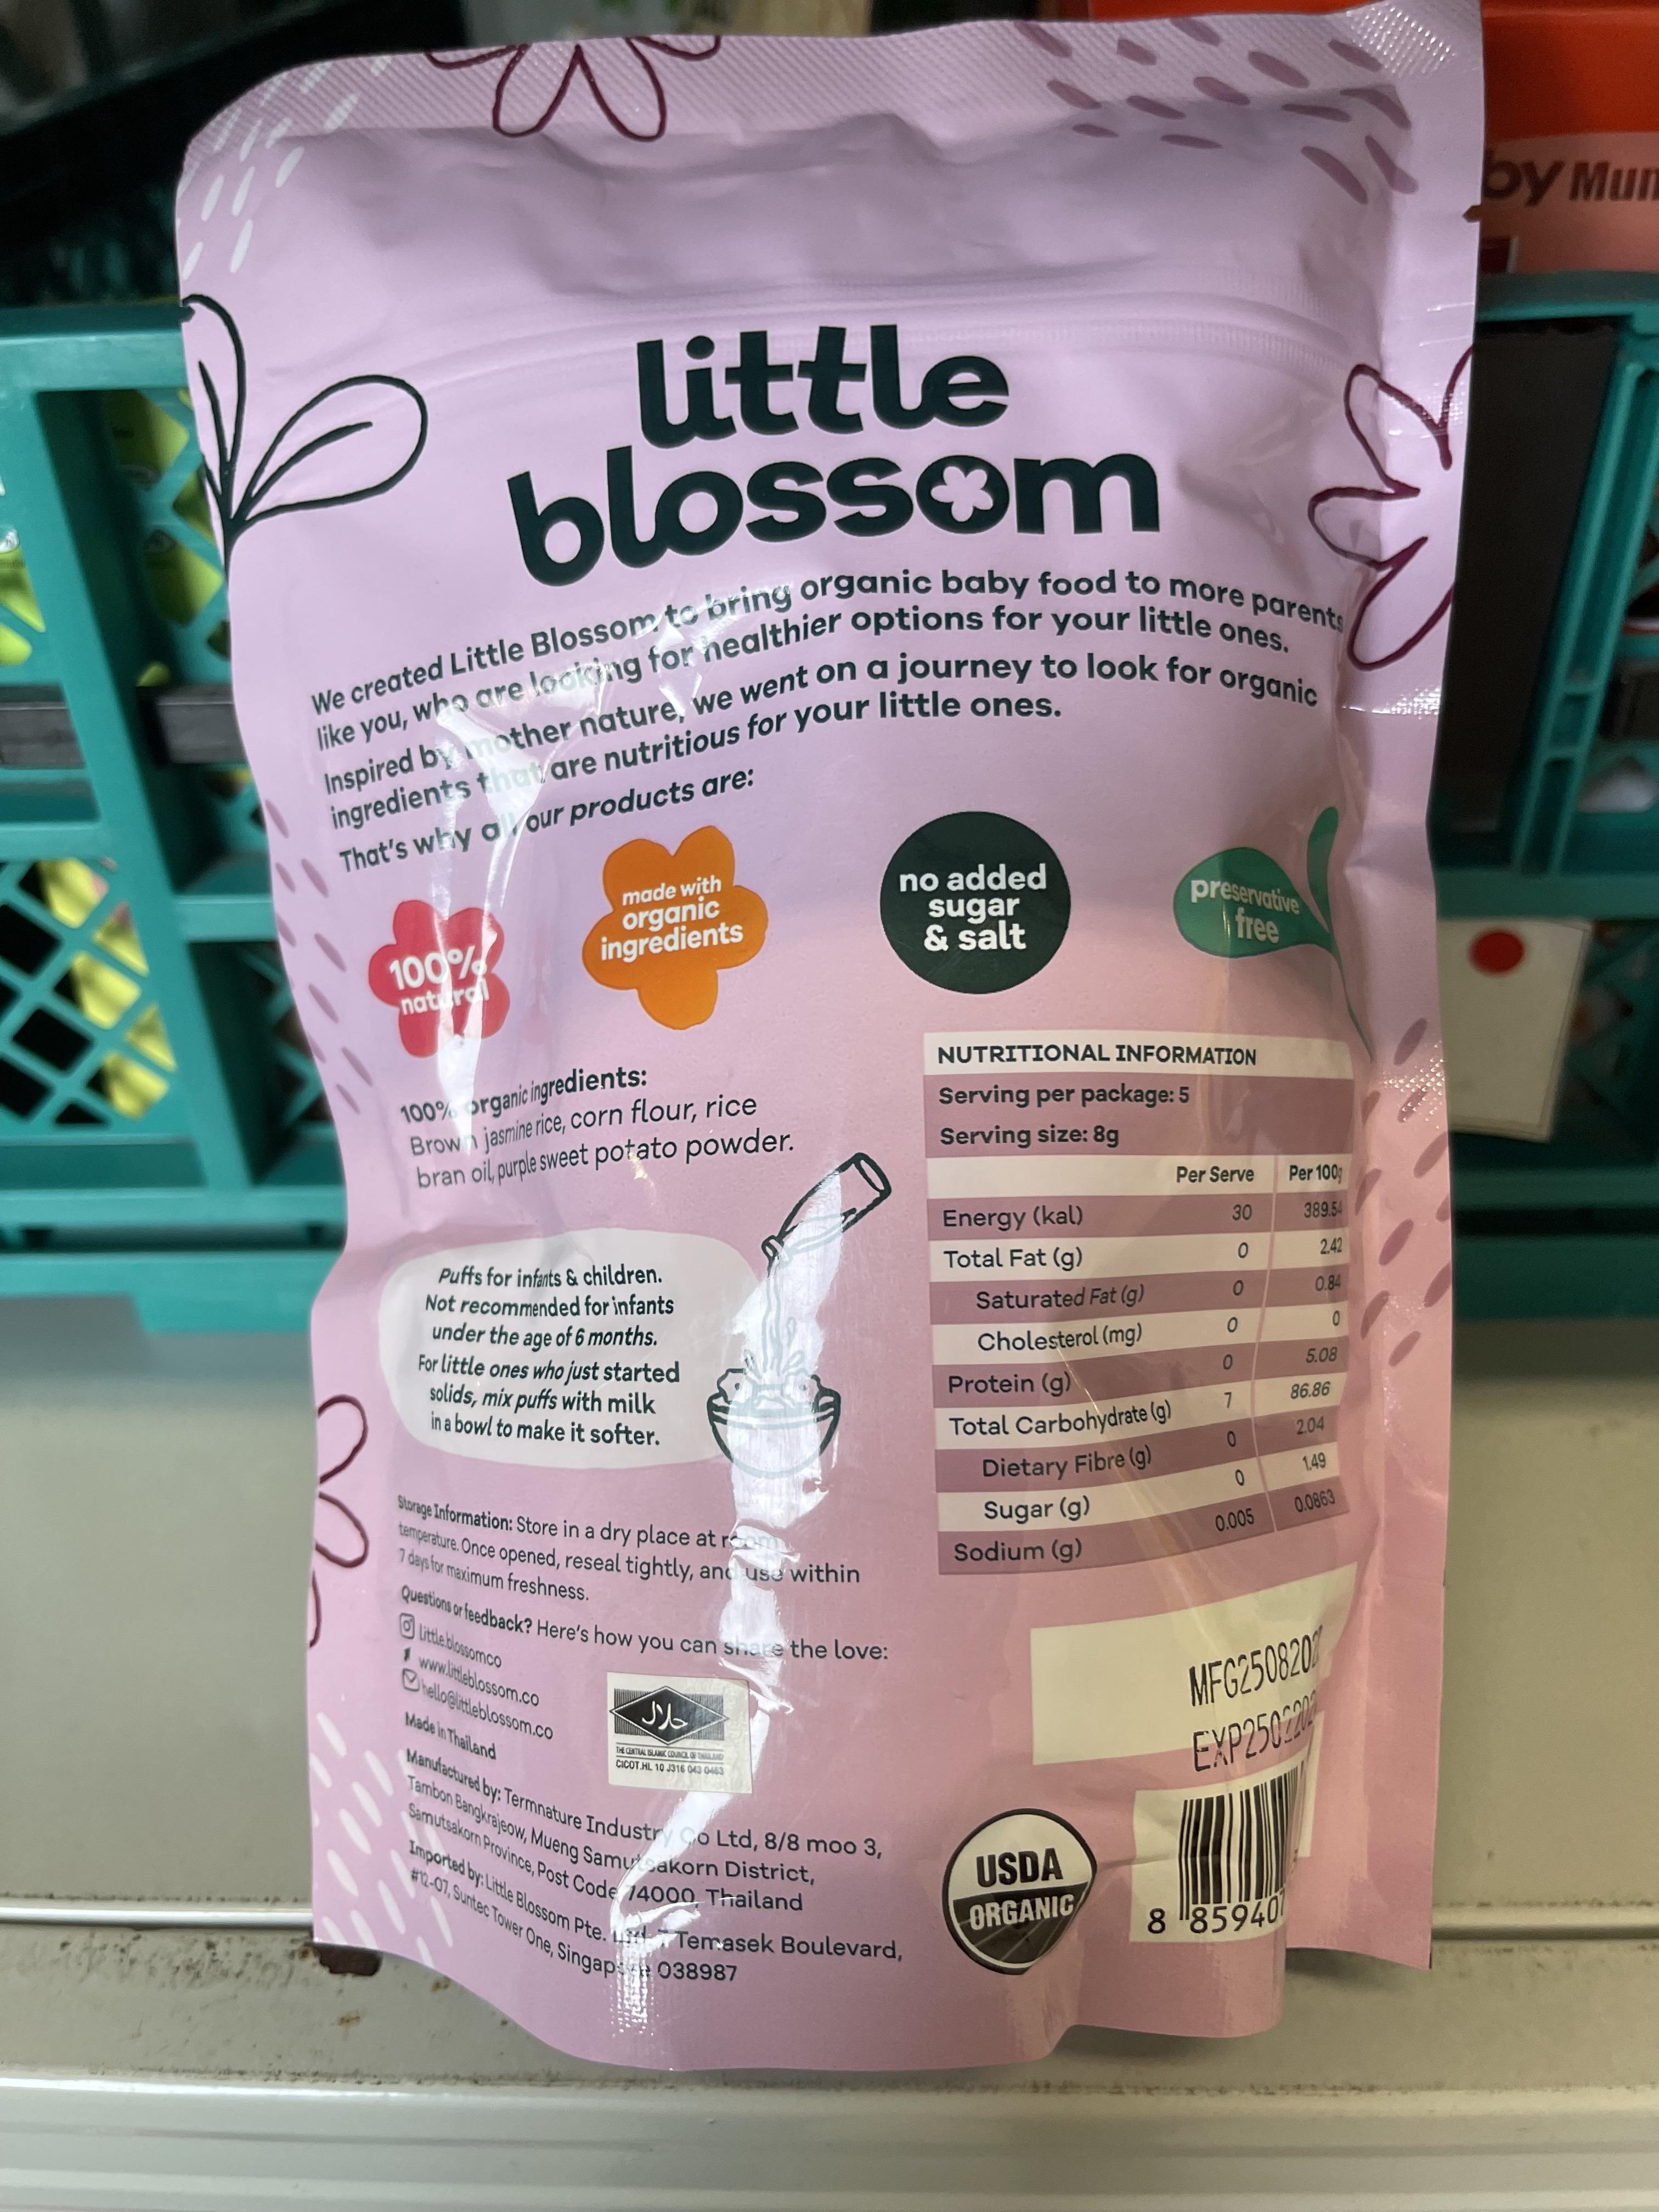 by Mun
little
blossom
We created Little Blossom to bring organic baby food to more parents
like you, who are looking for healthier options for your little ones.
Inspired by mother nature, we went on a journey to look for organic
ingredients that are nutritious for your little ones.
That's why all our products are:
100%
natural
made with
organic
ingredients
no added
sugar
& salt
preservative
free
100% organic ingredients:
Brown jasmine rice, corn flour, rice
bran oil, purple sweet potato powder.
Puffs for infants & children.
Not recommended for infants
under the age of 6 months.
For little ones who just started
solids, mix puffs with milk
in a bowl to make it softer.
NUTRITIONAL INFORMATION
Serving per package: 5
Serving size: 8g
Per Serve Per 100g
Energy (kal) 30 389.54
Total Fat (g) 0 2.42
Saturated Fat (g) 0 0.84
Cholesterol (mg) 0 0
Protein (g) 0 5.08
Total Carbohydrate (g) 7 86.86
Dietary Fibre (g) 0 2.04
Sugar (g) 0 1.49
Sodium (g) 0.005 0.0863
Storage Information: Store in a dry place at room
temperature. Once opened, reseal tightly, and use within
7 days for maximum freshness.
Questions or feedback? Here's how you can share the love:
littleblossomco
www.littleblossom.co
hello@littleblossom.co
Made in Thailand
حلال
THE CENTRAL ISLAMIC COUNCIL OF THAILAND
CICOT.HL 10 J316 043 0463
Manufactured by: Termnature Industry Co Ltd, 8/8 moo 3,
Tambon Bangkrajeow, Mueng Samutsakorn District,
Samutsakorn Province, Post Code 74000, Thailand
Imported by: Little Blossom Pte. Ltd. 7 Temasek Boulevard,
#12-07, Suntec Tower One, Singapore 038987
MFG250820
EXP250220
USDA
ORGANIC
8 859407